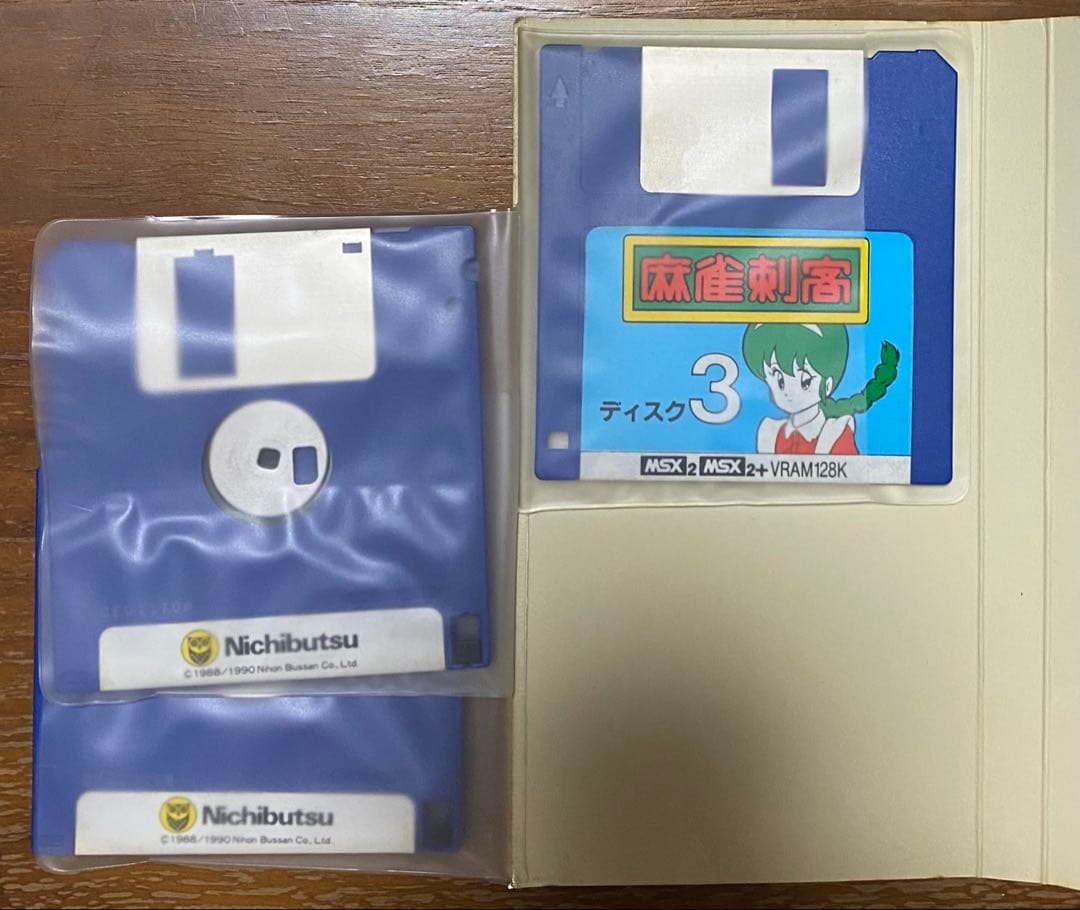 麻雀刺客
ディスク3
MSX2 MSX2+ VRAM128K
Nichibutsu
©1988/1990 Nihon Bussan Co., Ltd.
Nichibutsu
©1988/1990 Nihon Bussan Co., Ltd.